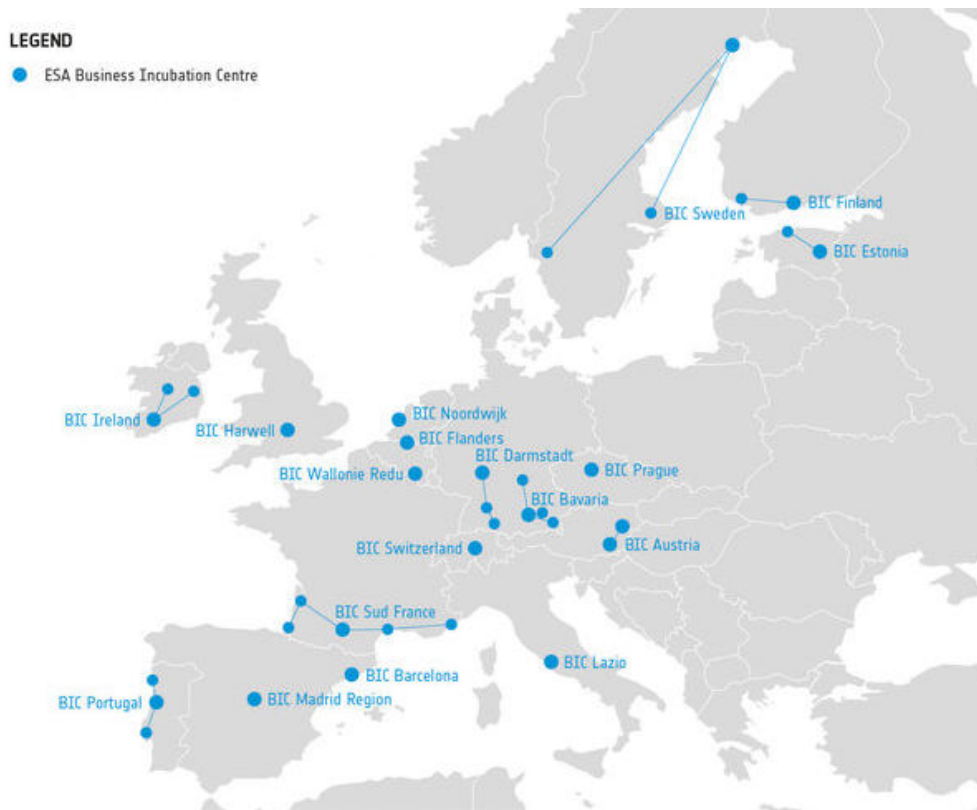 LEGEND
ESA Business Incubation Centre
BIC Sweden
BIC Finland
BIC Estonia
BIC Ireland
BIC Harwell
BIC Noordwijk
BIC Flanders
BIC Darmstadt
BIC Wallonie Redu
BIC Prague
BIC Bavaria
BIC Switzerland
BIC Austria
BIC Sud France
BIC Lazio
BIC Barcelona
BIC Portugal
BIC Madrid Region